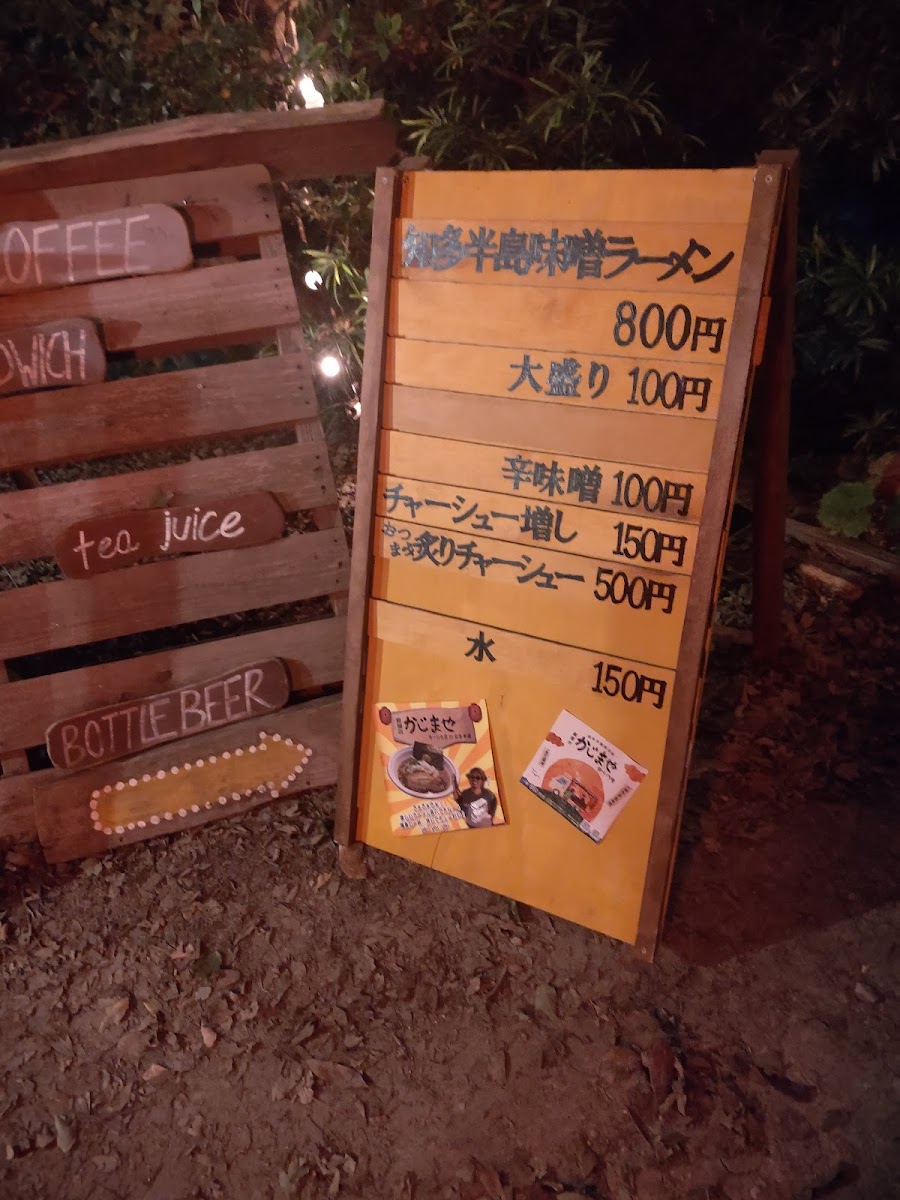 OFFEE
WICH
tea juice
BOTTLE BEER
知多半島味噌ラーメン
800円
大盛り 100円
辛味噌 100円
チャーシュー増し 150円
おつまみ炙りチャーシュー 500円
水
150円
かじませ
かじませ